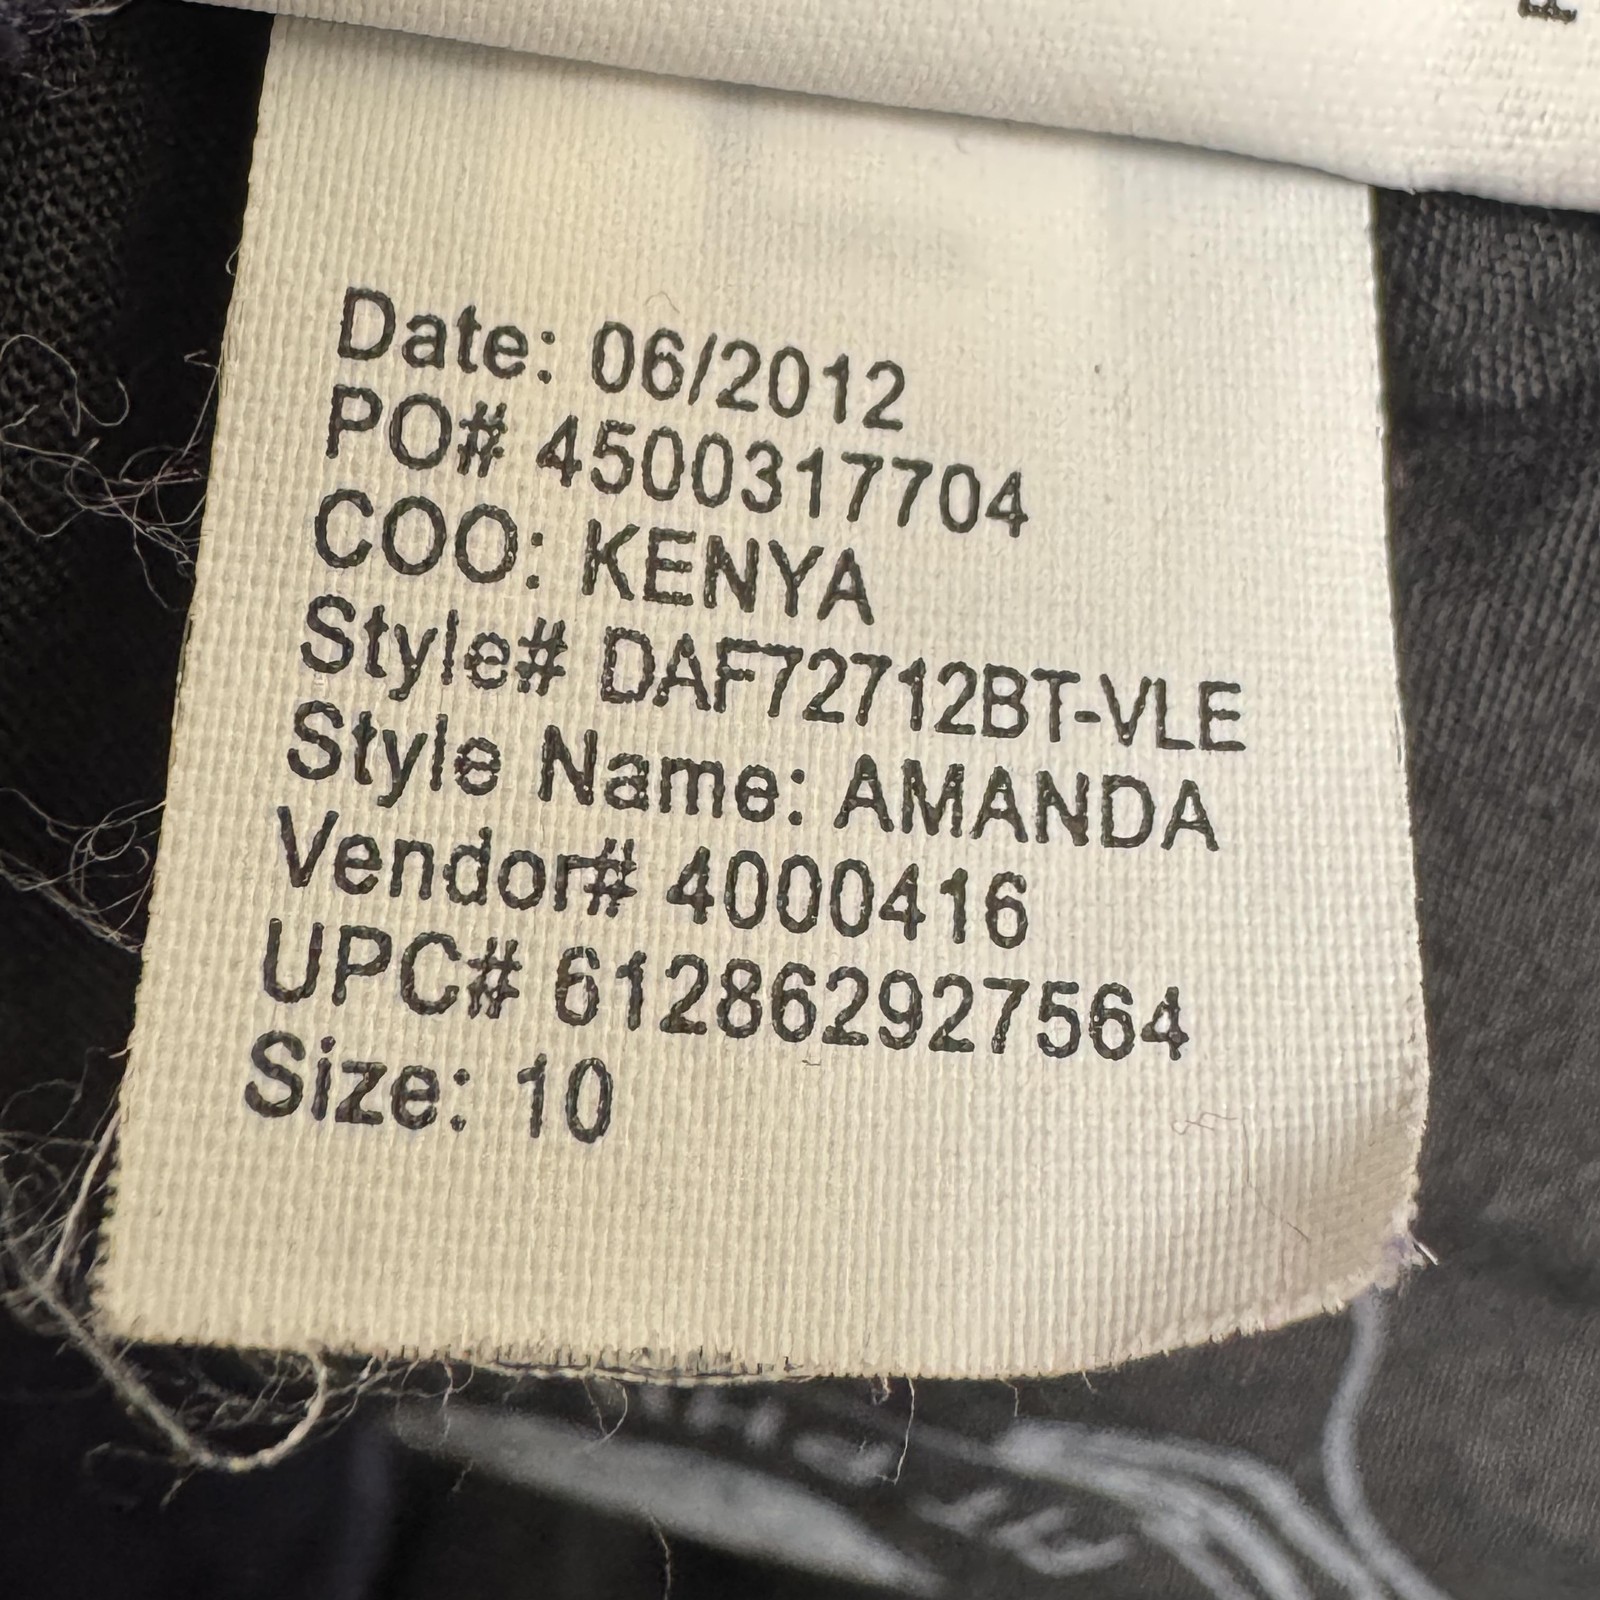 Date: 06/2012
PO# 4500317704
COO: KENYA
Style# DAF72712BT-VLE
Style Name: AMANDA
Vendor# 4000416
UPC# 612862927564
Size: 10